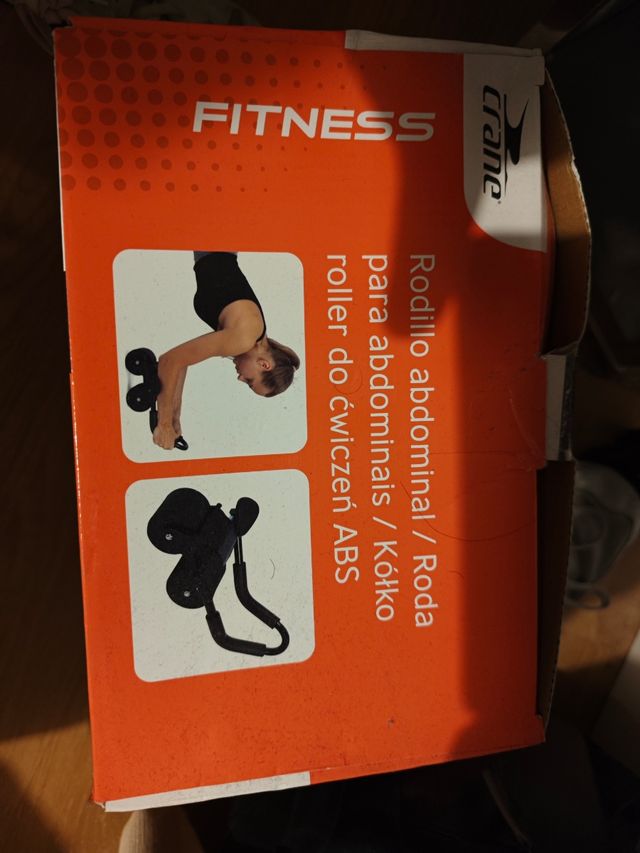 crane
FITNESS
Rodillo abdominal / Roda
para abdominais / Kółko
roller do ćwiczeń ABS